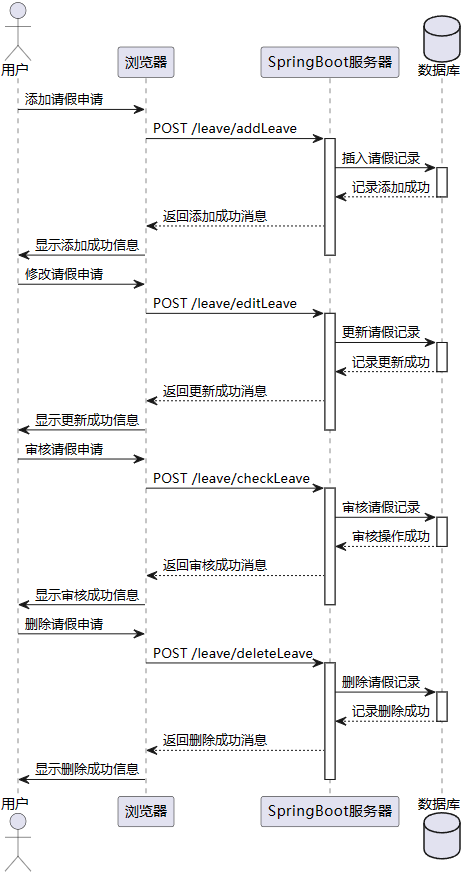 用户
浏览器
SpringBoot服务器
数据库
添加请假申请
POST /leave/addLeave
插入请假记录
记录添加成功
返回添加成功消息
显示添加成功信息
修改请假申请
POST /leave/editLeave
更新请假记录
记录更新成功
返回更新成功消息
显示更新成功信息
审核请假申请
POST /leave/checkLeave
审核请假记录
审核操作成功
返回审核成功消息
显示审核成功信息
删除请假申请
POST /leave/deleteLeave
删除请假记录
记录删除成功
返回删除成功消息
显示删除成功信息
用户
浏览器
SpringBoot服务器
数据库